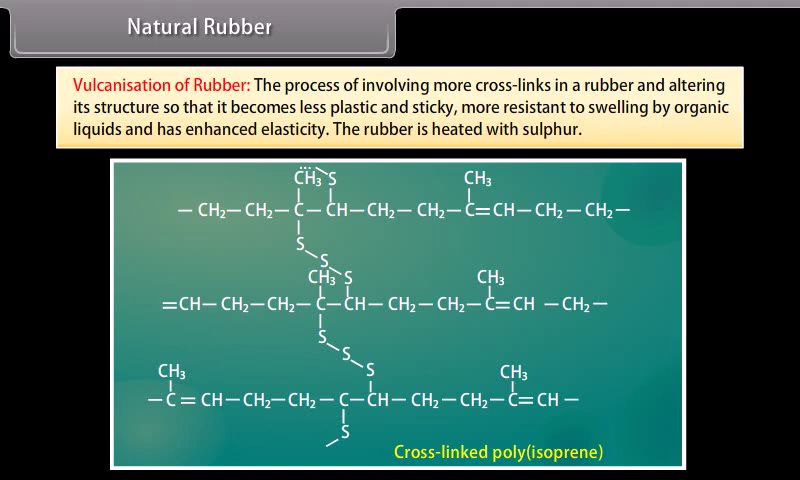 Natural Rubber
Vulcanisation of Rubber: The process of involving more cross-links in a rubber and altering
its structure so that it becomes less plastic and sticky, more resistant to swelling by organic
liquids and has enhanced elasticity. The rubber is heated with sulphur.
CH₃ S CH₃
— CH₂— CH₂— C — CH—CH₂— CH₂—C=CH— CH₂— CH₂—
S
S
CH₃ S CH₃
=CH— CH₂—CH₂— C—CH— CH₂— CH₂—C=CH — CH₂—
S
S
CH₃ S CH₃
—C = CH—CH₂—CH₂— C—CH— CH₂— CH₂—C=CH —
S
Cross-linked poly(isoprene)